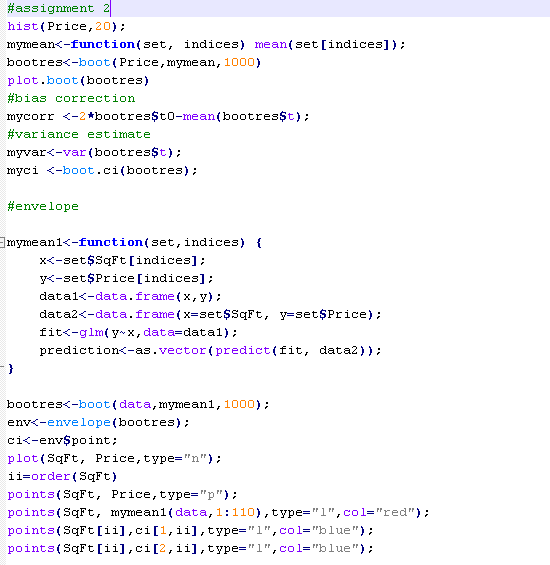 #assignment 2
hist(Price,20);
mymean<-function(set, indices) mean(set[indices]);
bootres<-boot(Price,mymean,1000)
plot.boot(bootres)
#bias correction
mycorr <-2*bootres$t0-mean(bootres$t);
#variance estimate
myvar<-var(bootres$t);
myci <-boot.ci(bootres);
#envelope
mymean1<-function(set,indices) {
    x<-set$SqFt[indices];
    y<-set$Price[indices];
    data1<-data.frame(x,y);
    data2<-data.frame(x=set$SqFt, y=set$Price);
    fit<-glm(y~x,data=data1);
    prediction<-as.vector(predict(fit, data2));
}
bootres<-boot(data,mymean1,1000);
env<-envelope(bootres);
ci<-env$point;
plot(SqFt, Price,type="n");
ii=order(SqFt)
points(SqFt, Price,type="p");
points(SqFt, mymean1(data,1:110),type="l",col="red");
points(SqFt[ii],ci[1,ii],type="l",col="blue");
points(SqFt[ii],ci[2,ii],type="l",col="blue");